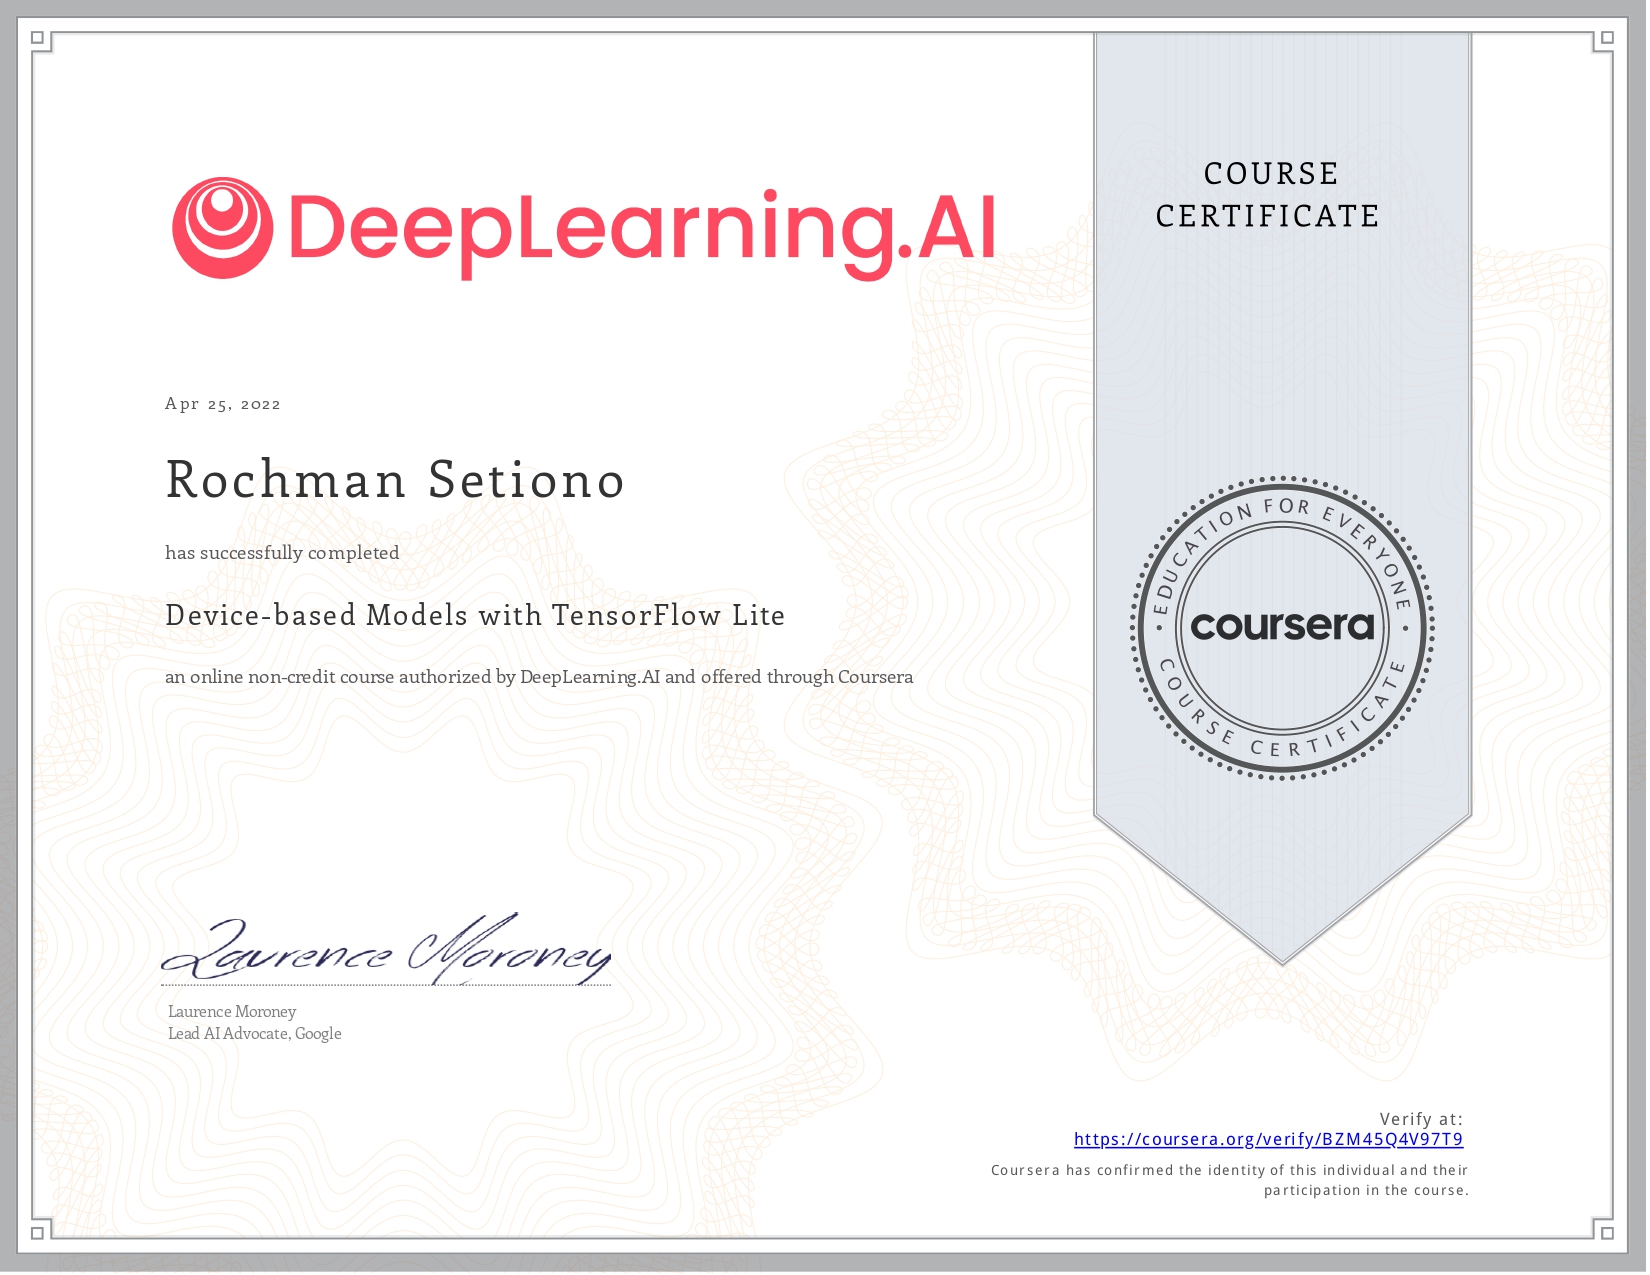 DeepLearning.AI
COURSE
CERTIFICATE
Apr 25, 2022
Rochman Setiono
has successfully completed
Device-based Models with TensorFlow Lite
an online non-credit course authorized by DeepLearning.AI and offered through Coursera
• EDUCATION FOR EVERYONE •
coursera
COURSE CERTIFICATE
Laurence Moroney
Laurence Moroney
Lead AI Advocate, Google
Verify at:
https://coursera.org/verify/BZM45Q4V97T9
Coursera has confirmed the identity of this individual and their
participation in the course.